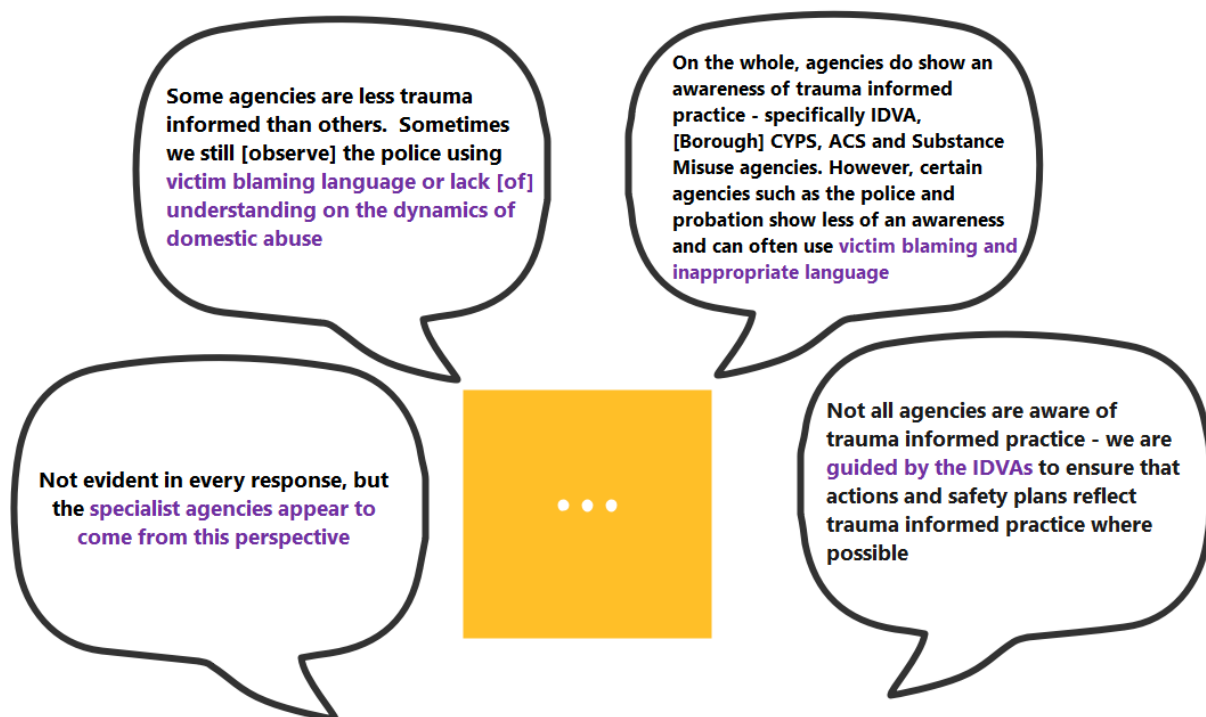 Some agencies are less trauma
informed than others.  Sometimes
we still [observe] the police using
victim blaming language or lack [of]
understanding on the dynamics of
domestic abuse
On the whole, agencies do show an
awareness of trauma informed
practice - specifically IDVA,
[Borough] CYPS, ACS and Substance
Misuse agencies. However, certain
agencies such as the police and
probation show less of an awareness
and can often use victim blaming and
inappropriate language
Not evident in every response, but
the specialist agencies appear to
come from this perspective
Not all agencies are aware of
trauma informed practice - we are
guided by the IDVAs to ensure that
actions and safety plans reflect
trauma informed practice where
possible